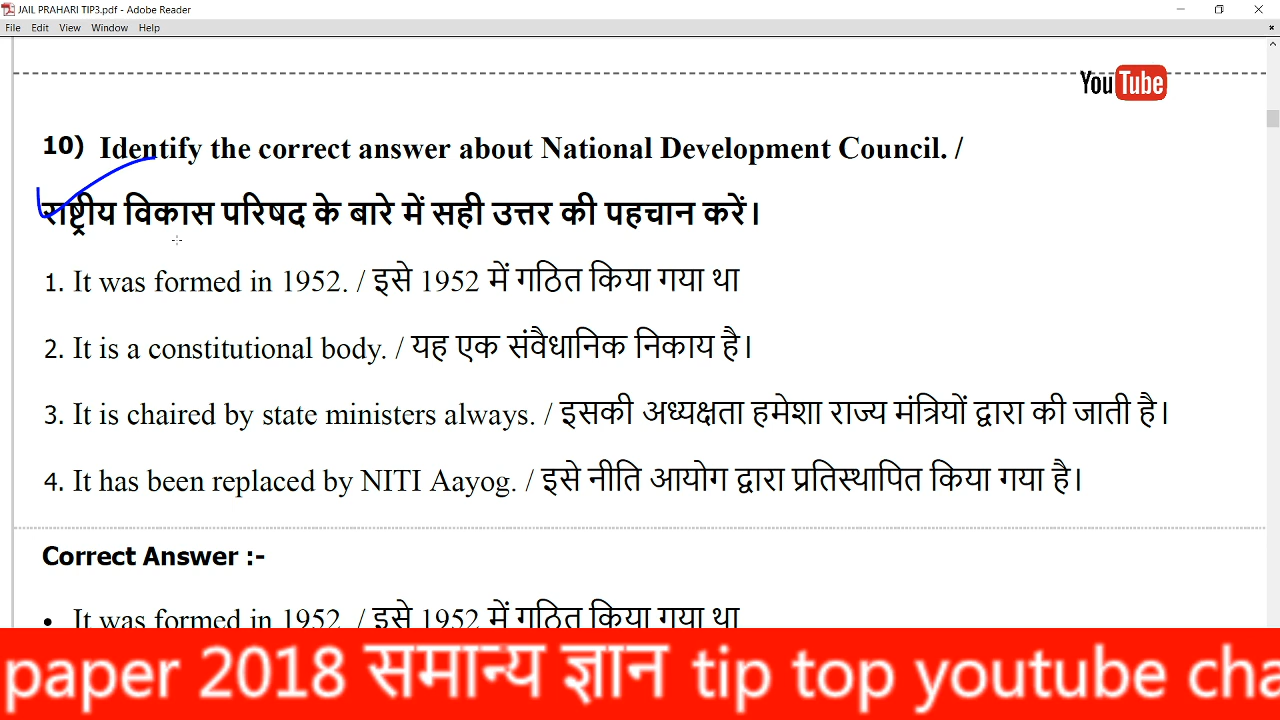 JAIL PRAHARI TIP3.pdf - Adobe Reader
File Edit View Window Help
YouTube
10) Identify the correct answer about National Development Council. /
राष्ट्रीय विकास परिषद के बारे में सही उत्तर की पहचान करें।
1. It was formed in 1952. / इसे 1952 में गठित किया गया था
2. It is a constitutional body. / यह एक संवैधानिक निकाय है।
3. It is chaired by state ministers always. / इसकी अध्यक्षता हमेशा राज्य मंत्रियों द्वारा की जाती है।
4. It has been replaced by NITI Aayog. / इसे नीति आयोग द्वारा प्रतिस्थापित किया गया है।
Correct Answer :-
• It was formed in 1952. / इसे 1952 में गठित किया गया था
paper 2018 समान्य ज्ञान tip top youtube cha